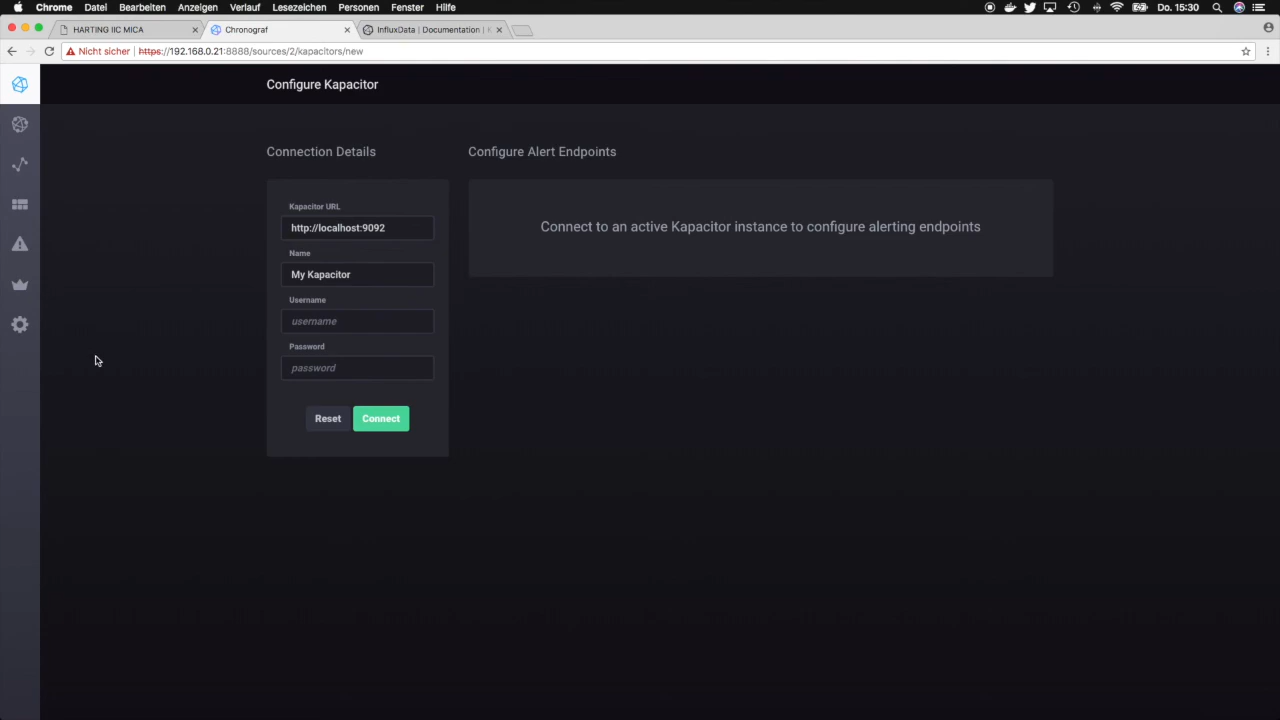 Chrome Datei Bearbeiten Anzeigen Verlauf Lesezeichen Personen Fenster Hilfe Do. 15:30
HARTING IIC MICA Chronograf InfluxData | Documentation |
Nicht sicher https://192.168.0.21:8888/sources/2/kapacitors/new
Configure Kapacitor
Connection Details
Configure Alert Endpoints
Kapacitor URL
http://localhost:9092
Connect to an active Kapacitor instance to configure alerting endpoints
Name
My Kapacitor
Username
username
Password
password
Reset Connect